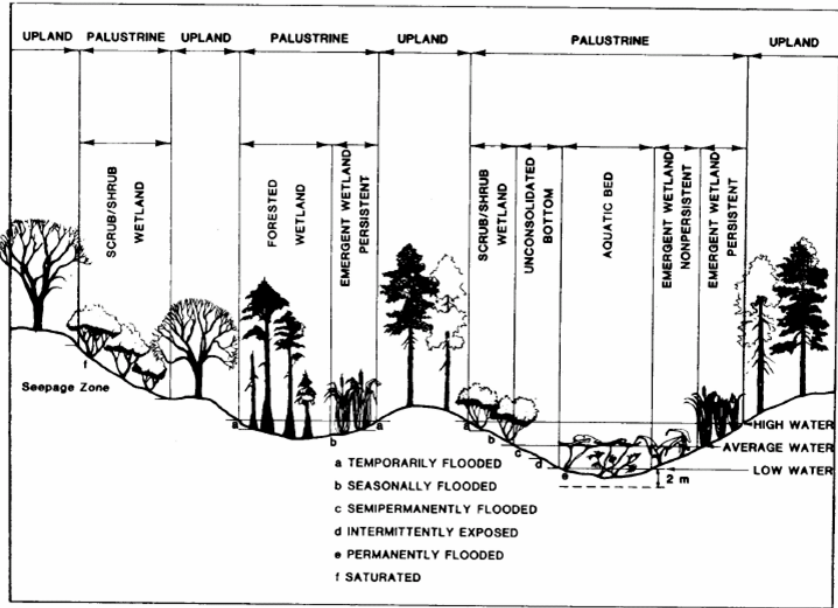 UPLAND PALUSTRINE UPLAND PALUSTRINE UPLAND PALUSTRINE UPLAND
SCRUB/SHRUB
WETLAND
FORESTED
WETLAND
EMERGENT WETLAND
PERSISTENT
SCRUB/SHRUB
WETLAND
UNCONSOLIDATED
BOTTOM
AQUATIC BED
EMERGENT WETLAND
NONPERSISTENT
EMERGENT WETLAND
PERSISTENT
f
Seepage Zone
a
b
a
a
b
c
d
e
HIGH WATER
AVERAGE WATER
LOW WATER
2 m
a TEMPORARILY FLOODED
b SEASONALLY FLOODED
c SEMIPERMANENTLY FLOODED
d INTERMITTENTLY EXPOSED
e PERMANENTLY FLOODED
f SATURATED